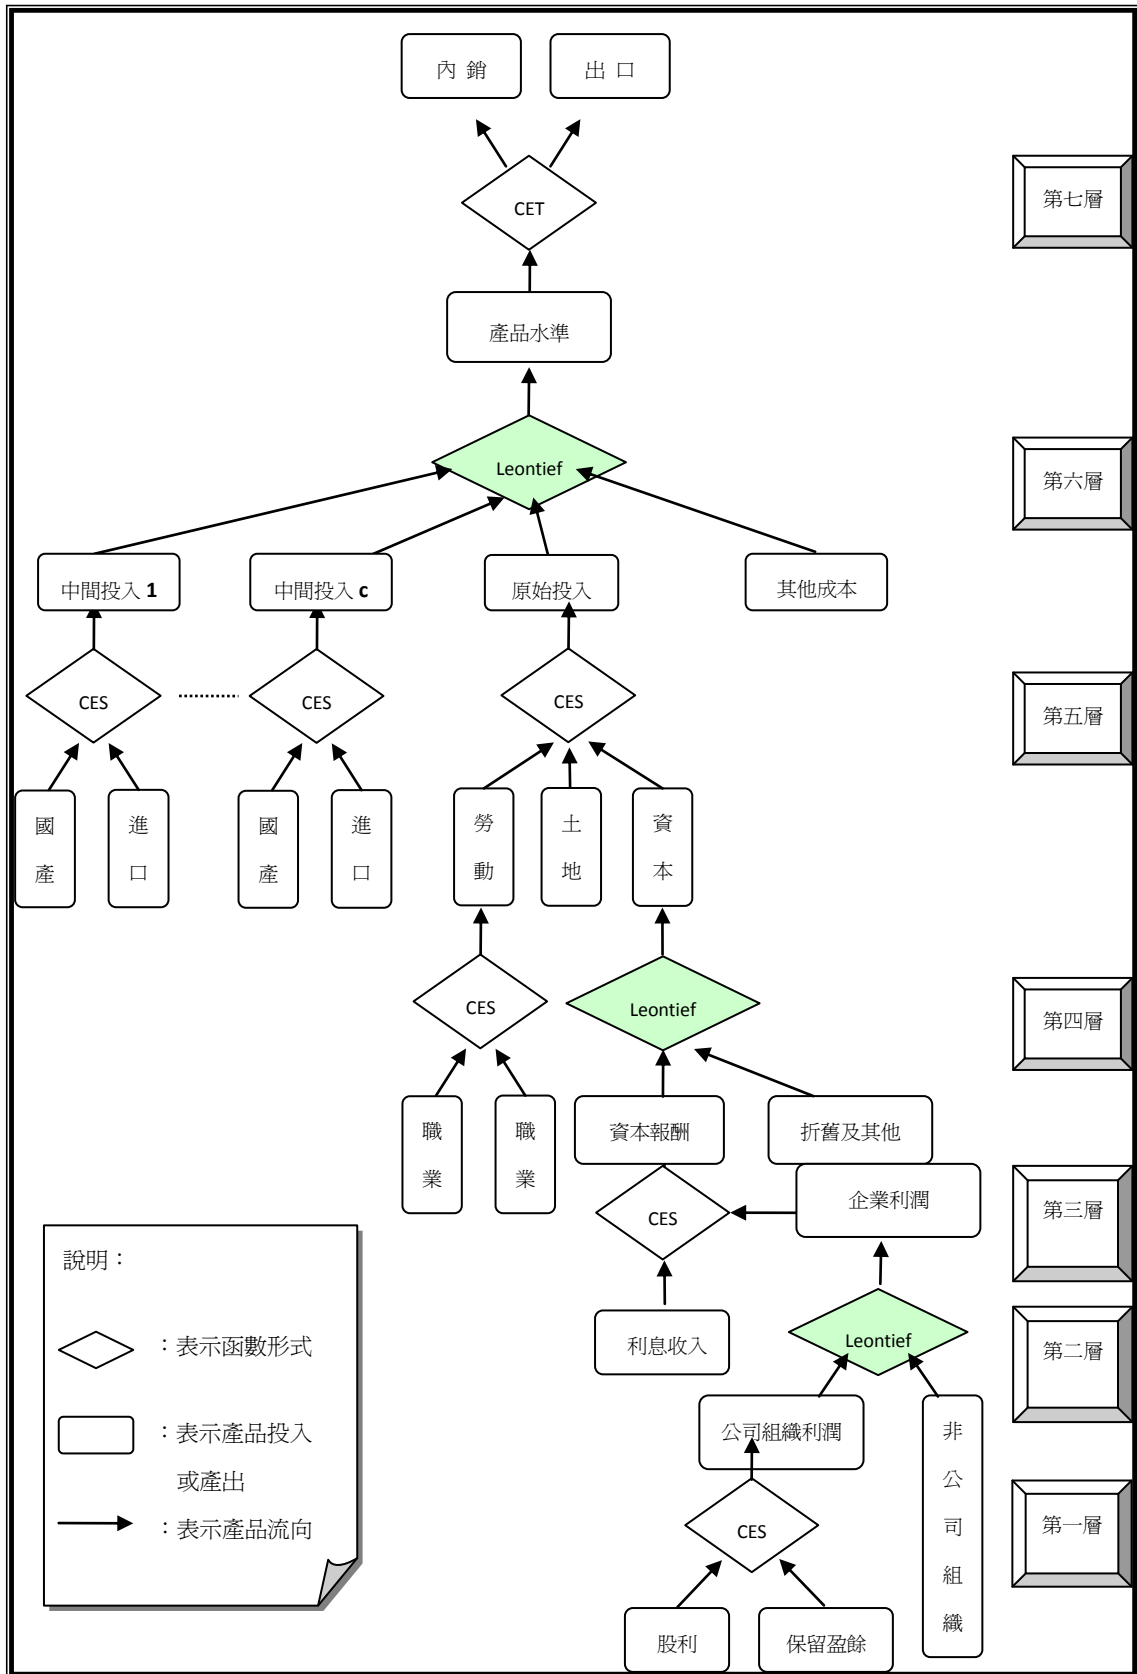 內 銷
出 口
CET
第七層
產品水準
Leontief
第六層
中間投入 1
中間投入 c
原始投入
其他成本
CES
CES
CES
第五層
國產
進口
國產
進口
勞動
土地
資本
CES
Leontief
第四層
職業
職業
資本報酬
折舊及其他
CES
企業利潤
第三層
利息收入
Leontief
第二層
公司組織利潤
非公司組織
CES
第一層
股利
保留盈餘
說明：
：表示函數形式
：表示產品投入
或產出
：表示產品流向